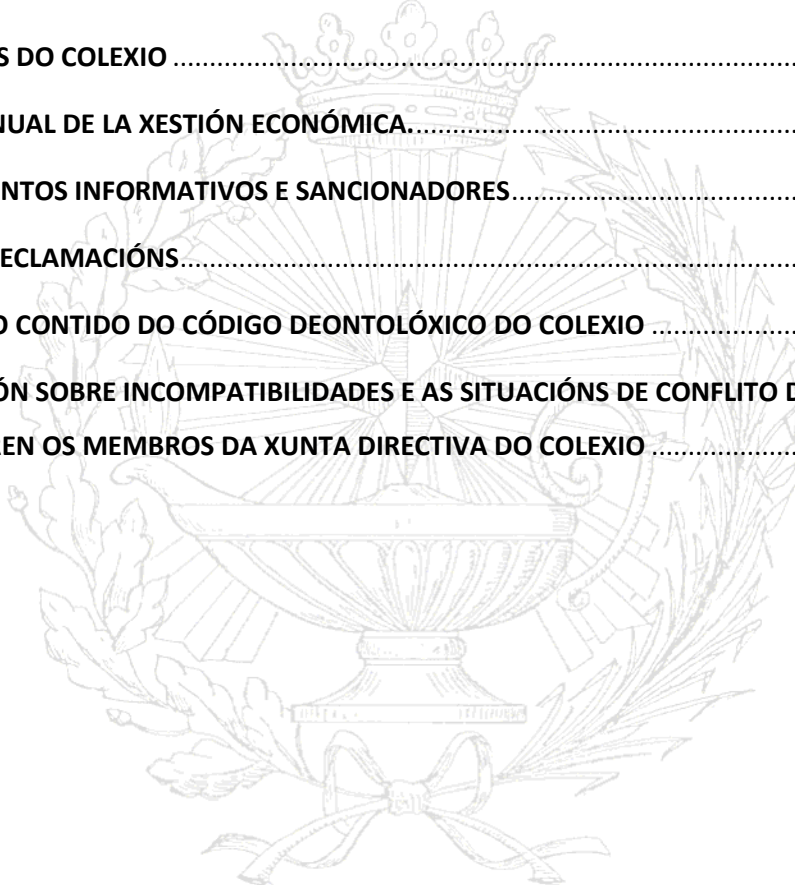 S DO COLEXIO ....................................................................................
NUAL DE LA XESTIÓN ECONÓMICA.....................................................
NTOS INFORMATIVOS E SANCIONADORES.......................................
ECLAMACIÓNS...................................................................................
O CONTIDO DO CÓDIGO DEONTOLÓXICO DO COLEXIO ....................
ÓN SOBRE INCOMPATIBILIDADES E AS SITUACIÓNS DE CONFLITO D
REN OS MEMBROS DA XUNTA DIRECTIVA DO COLEXIO ....................